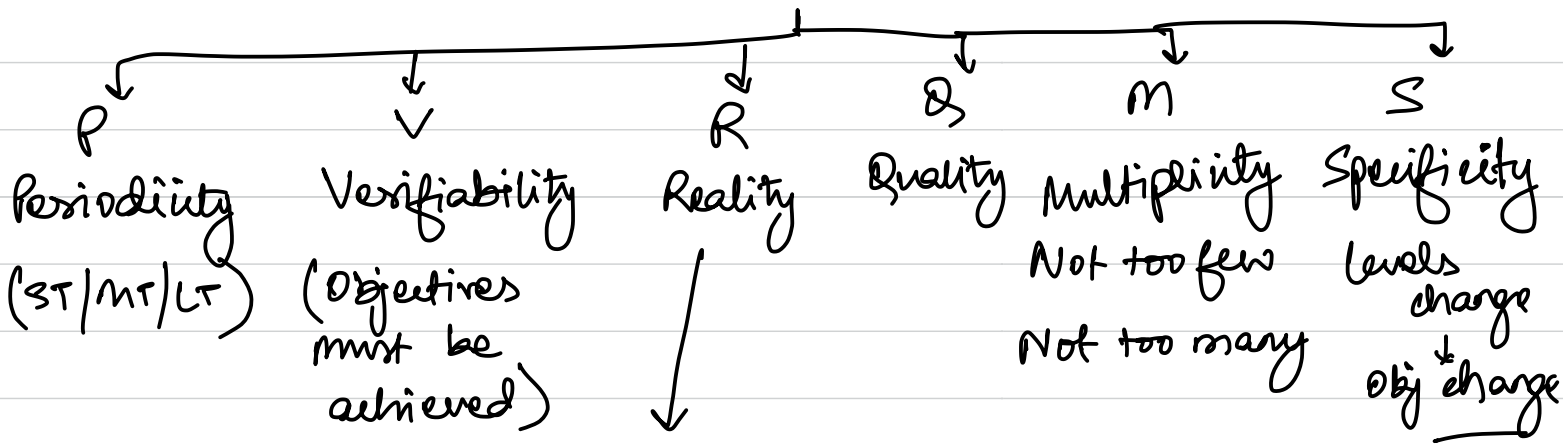 P V R Q M S
Periodicity Verifiability Reality Quality Multiplicity Specificity
(ST/MT/LT) (Objectives must be achieved) Not too few levels change
Not too many ↓
Obj change